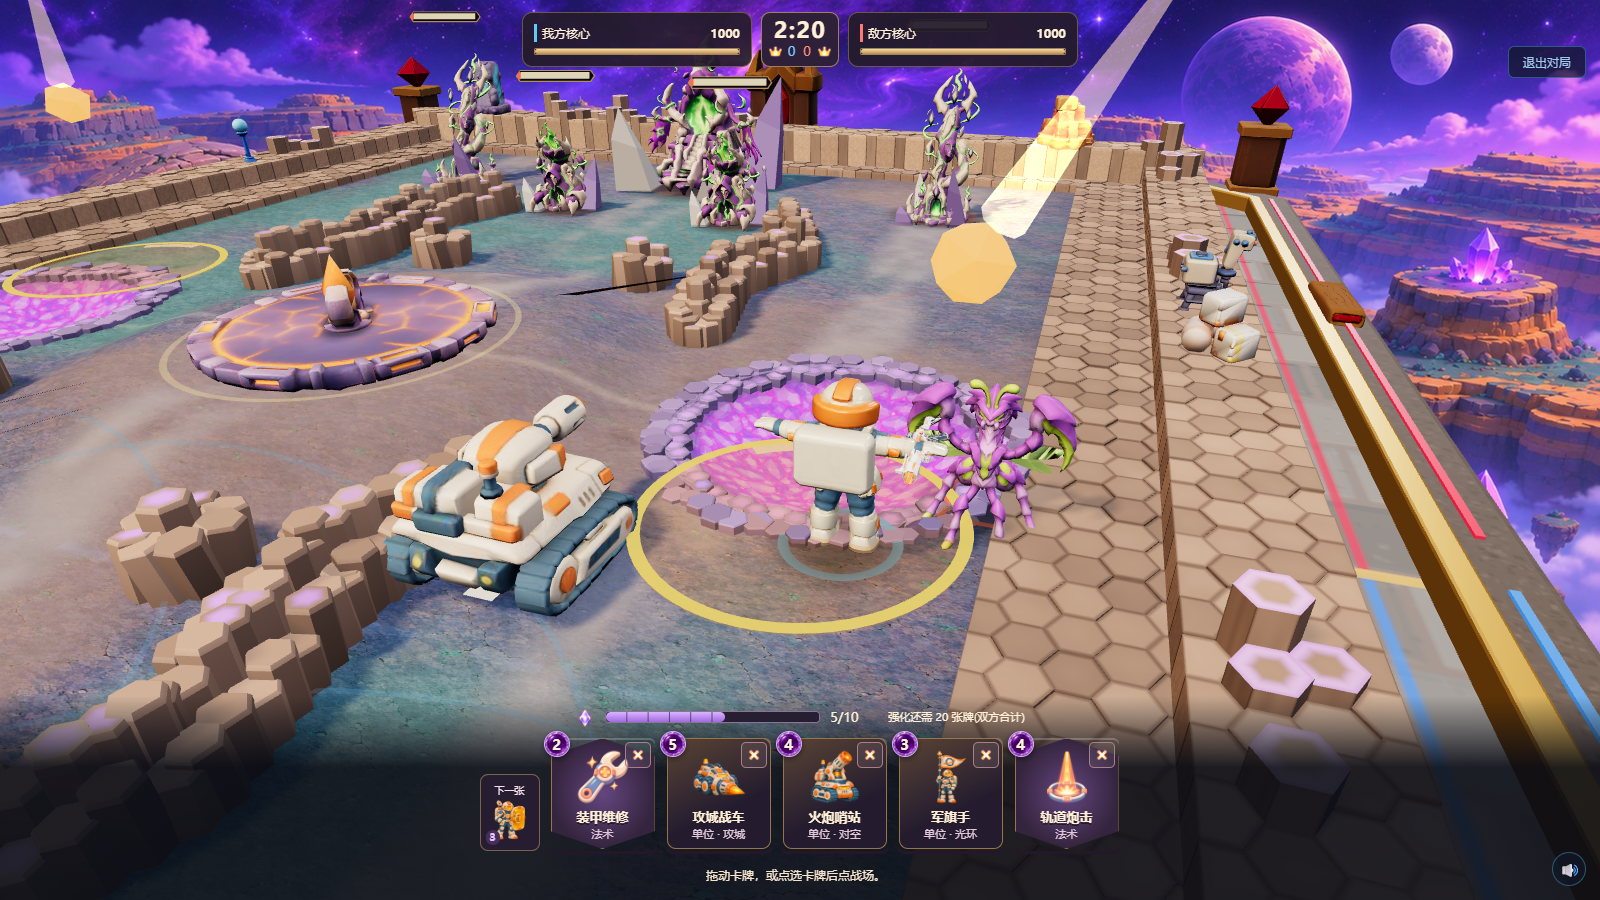 我方核心 1000
2:20
0 0
敌方核心 1000
退出对局
5/10
强化还需 20 张牌(双方合计)
下一张
3
2
装甲维修
法术
5
攻城战车
单位·攻城
4
火炮哨站
单位·对空
3
军旗手
单位·光环
4
轨道炮击
法术
拖动卡牌，或点选卡牌后点战场。